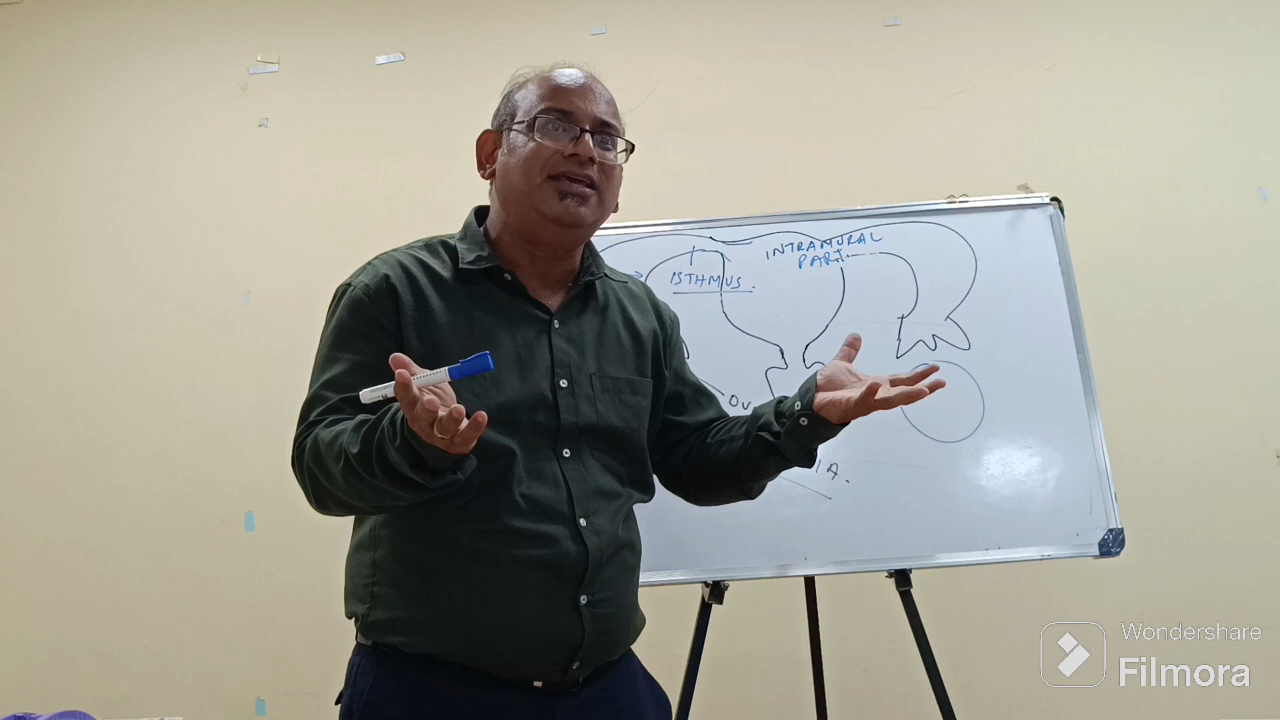 INTRAMURAL
PART
ISTHMUS.
Wondershare
Filmora